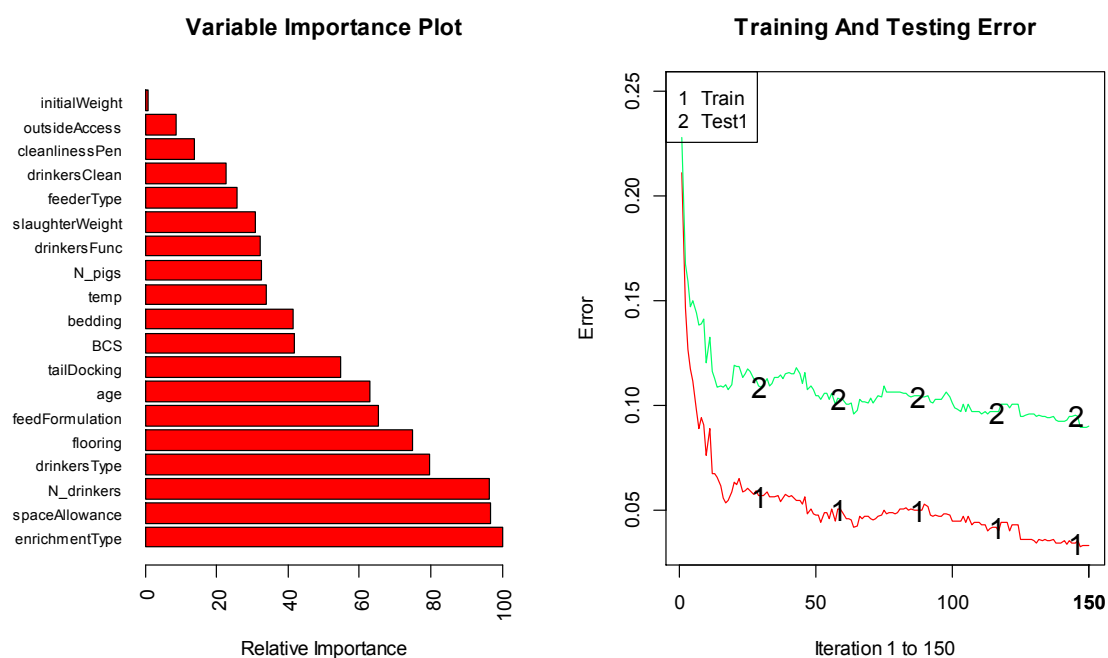 Variable Importance Plot
initialWeight
outsideAccess
cleanlinessPen
drinkersClean
feederType
slaughterWeight
drinkersFunc
N_pigs
temp
bedding
BCS
tailDocking
age
feedFormulation
flooring
drinkersType
N_drinkers
spaceAllowance
enrichmentType
0 20 40 60 80 100
Relative Importance
Training And Testing Error
1 Train
2 Test1
0.25
0.20
0.15
0.10
0.05
Error
2 2 2 2 2
1 1 1 1 1
0 50 100 150
Iteration 1 to 150